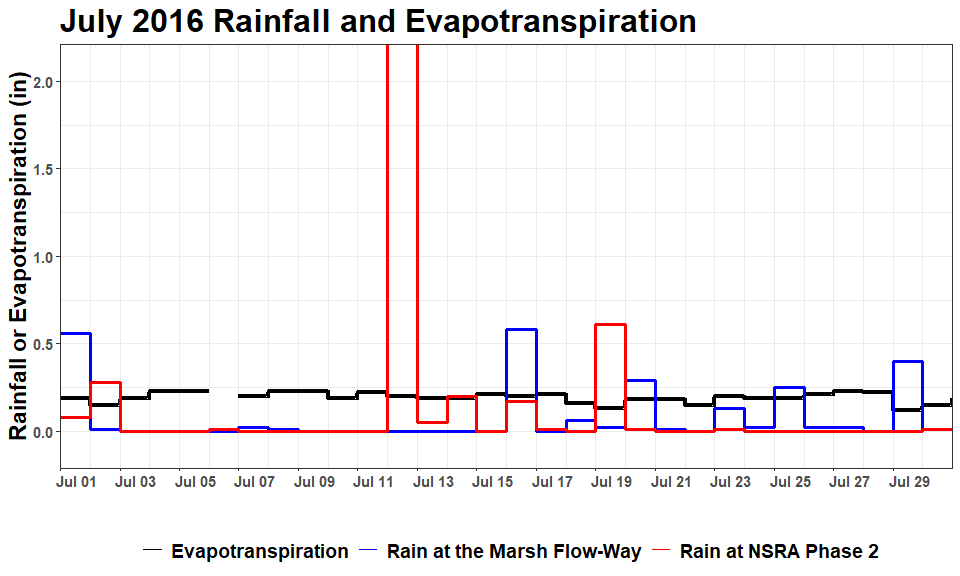 July 2016 Rainfall and Evapotranspiration
Rainfall or Evapotranspiration (in)
2.0
1.5
1.0
0.5
0.0
Jul 01 Jul 03 Jul 05 Jul 07 Jul 09 Jul 11 Jul 13 Jul 15 Jul 17 Jul 19 Jul 21 Jul 23 Jul 25 Jul 27 Jul 29
Evapotranspiration Rain at the Marsh Flow-Way Rain at NSRA Phase 2